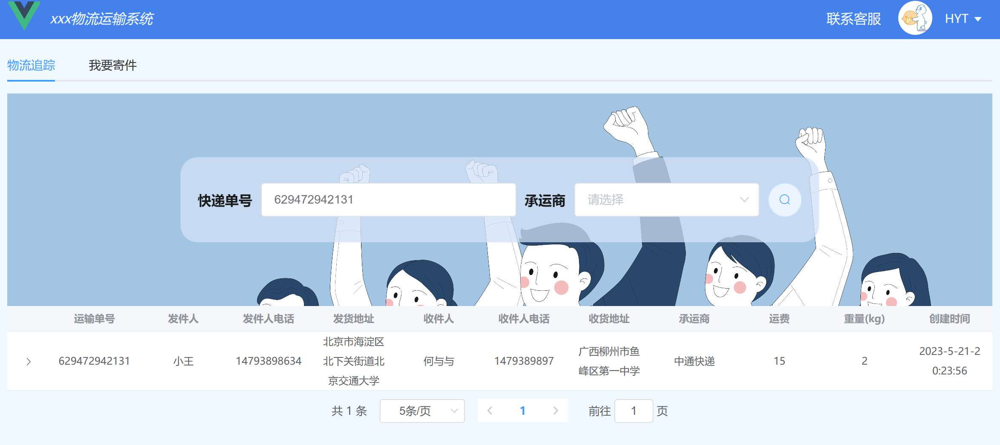 xxx物流运输系统
联系客服
HYT
物流追踪
我要寄件
快递单号
629472942131
承运商
请选择
运输单号
发件人
发件人电话
发货地址
收件人
收件人电话
收货地址
承运商
运费
重量(kg)
创建时间
629472942131
小王
14793898634
北京市海淀区
北下关街道北
京交通大学
何与与
1479389897
广西柳州市鱼
峰区第一中学
中通快递
15
2
2023-5-21-2
0:23:56
共 1 条
5条/页
1
前往
1
页